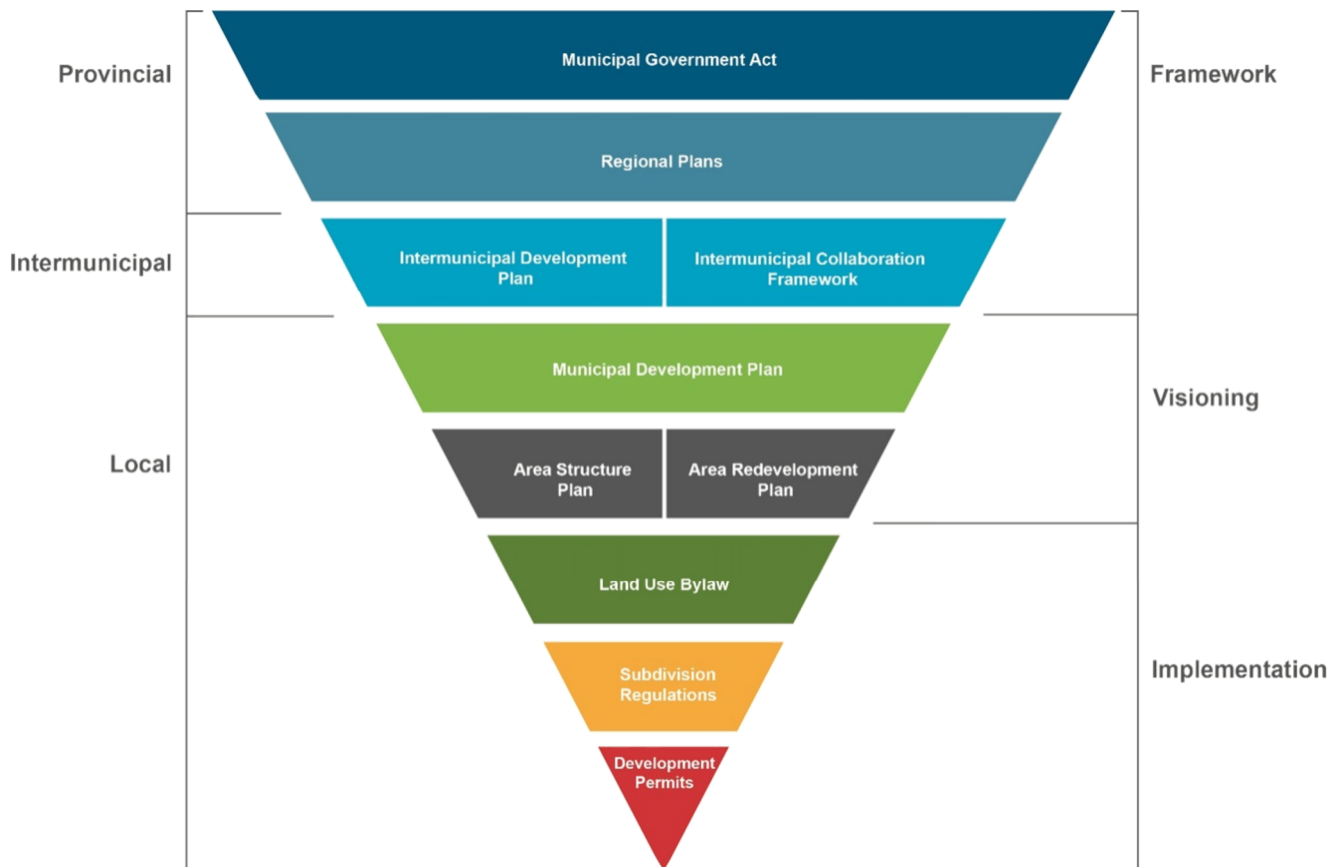 Provincial
Municipal Government Act
Framework
Regional Plans
Intermunicipal
Intermunicipal Development
Plan
Intermunicipal Collaboration
Framework
Municipal Development Plan
Visioning
Local
Area Structure
Plan
Area Redevelopment
Plan
Land Use Bylaw
Subdivision
Regulations
Implementation
Development
Permits